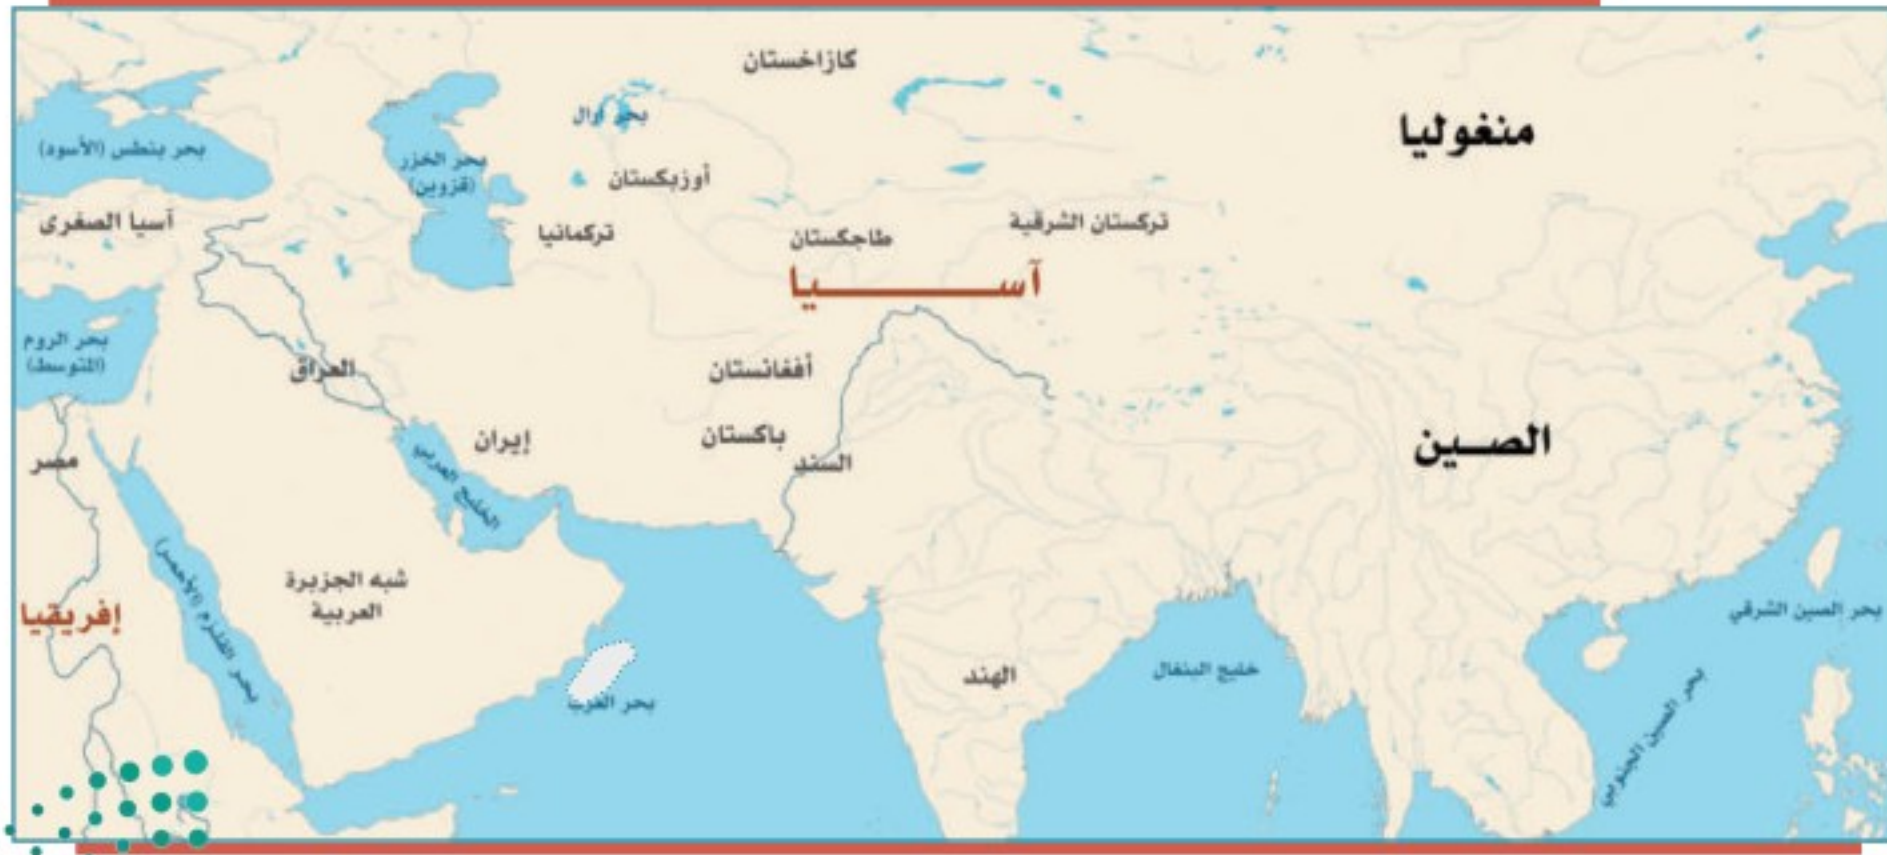 كازاخستان
منغوليا
بحر آرال
بحر بنطس (الأسود)
بحر الخزر
(قزوين)
أوزبكستان
آسيا الصغرى
تركمانيا
طاجكستان
تركستان الشرقية
آســـــــــيا
بحر الروم
(المتوسط)
العراق
أفغانستان
باكستان
السند
إيران
الصــين
مصر
الخليج العربي
شبه الجزيرة
العربية
إفريقيا
بحر القلزم (الأحمر)
بحر الصين الشرقي
الهند
خليج البنغال
بحر العرب
بحر الصين الجنوبي